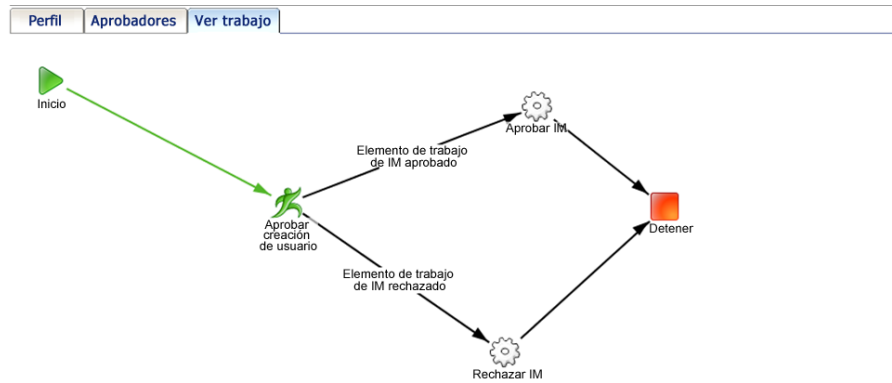 Perfil
Aprobadores
Ver trabajo
Inicio
Aprobar IM
Elemento de trabajo
de IM aprobado
Aprobar
creación
de usuario
Detener
Elemento de trabajo
de IM rechazado
Rechazar IM